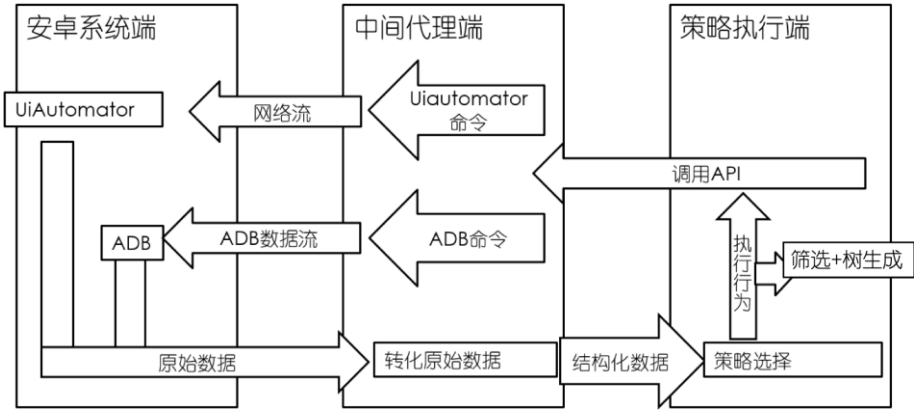 安卓系统端
中间代理端
策略执行端
UiAutomator
网络流
Uiautomator
命令
调用API
ADB
ADB数据流
ADB命令
执行行为
筛选+树生成
原始数据
转化原始数据
结构化数据
策略选择